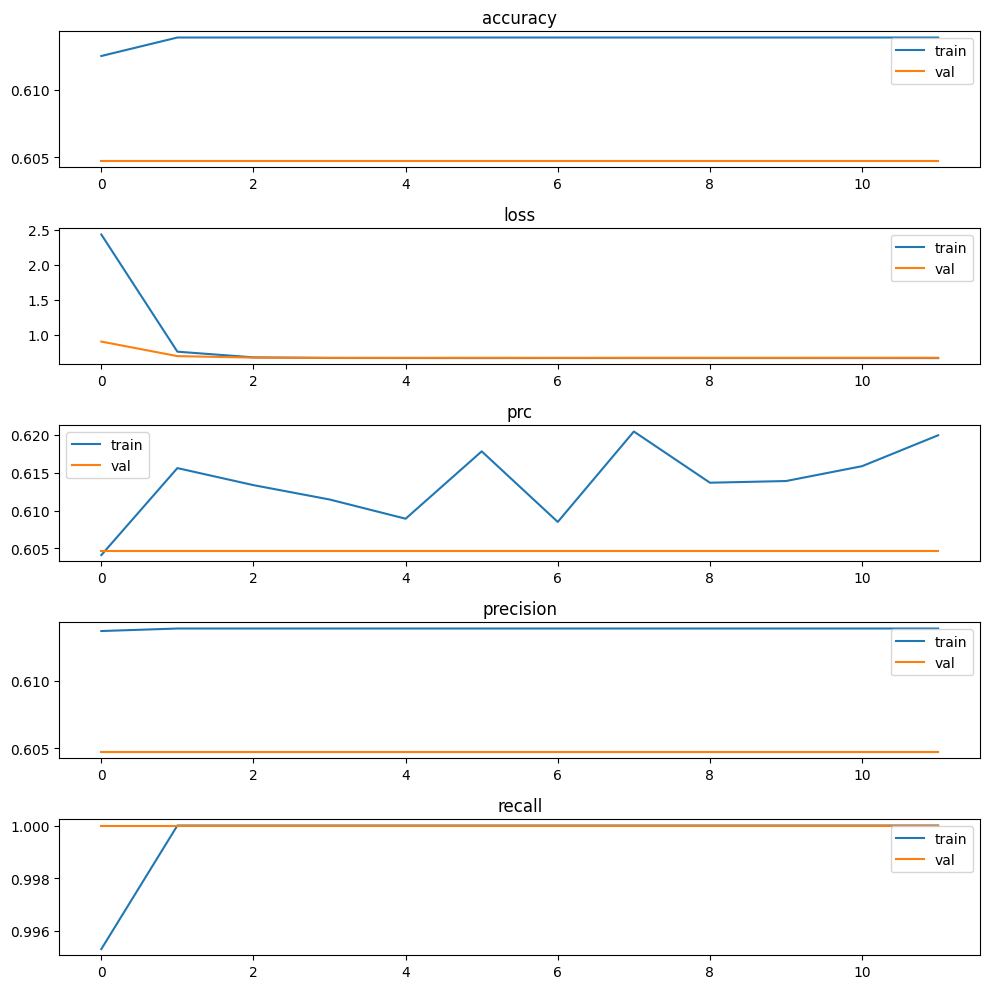 accuracy
train
val
0.610
0.605
0 2 4 6 8 10
loss
2.5
2.0
1.5
1.0
train
val
0 2 4 6 8 10
prc
0.620
0.615
0.610
0.605
train
val
0 2 4 6 8 10
precision
0.610
0.605
train
val
0 2 4 6 8 10
recall
1.000
0.998
0.996
train
val
0 2 4 6 8 10